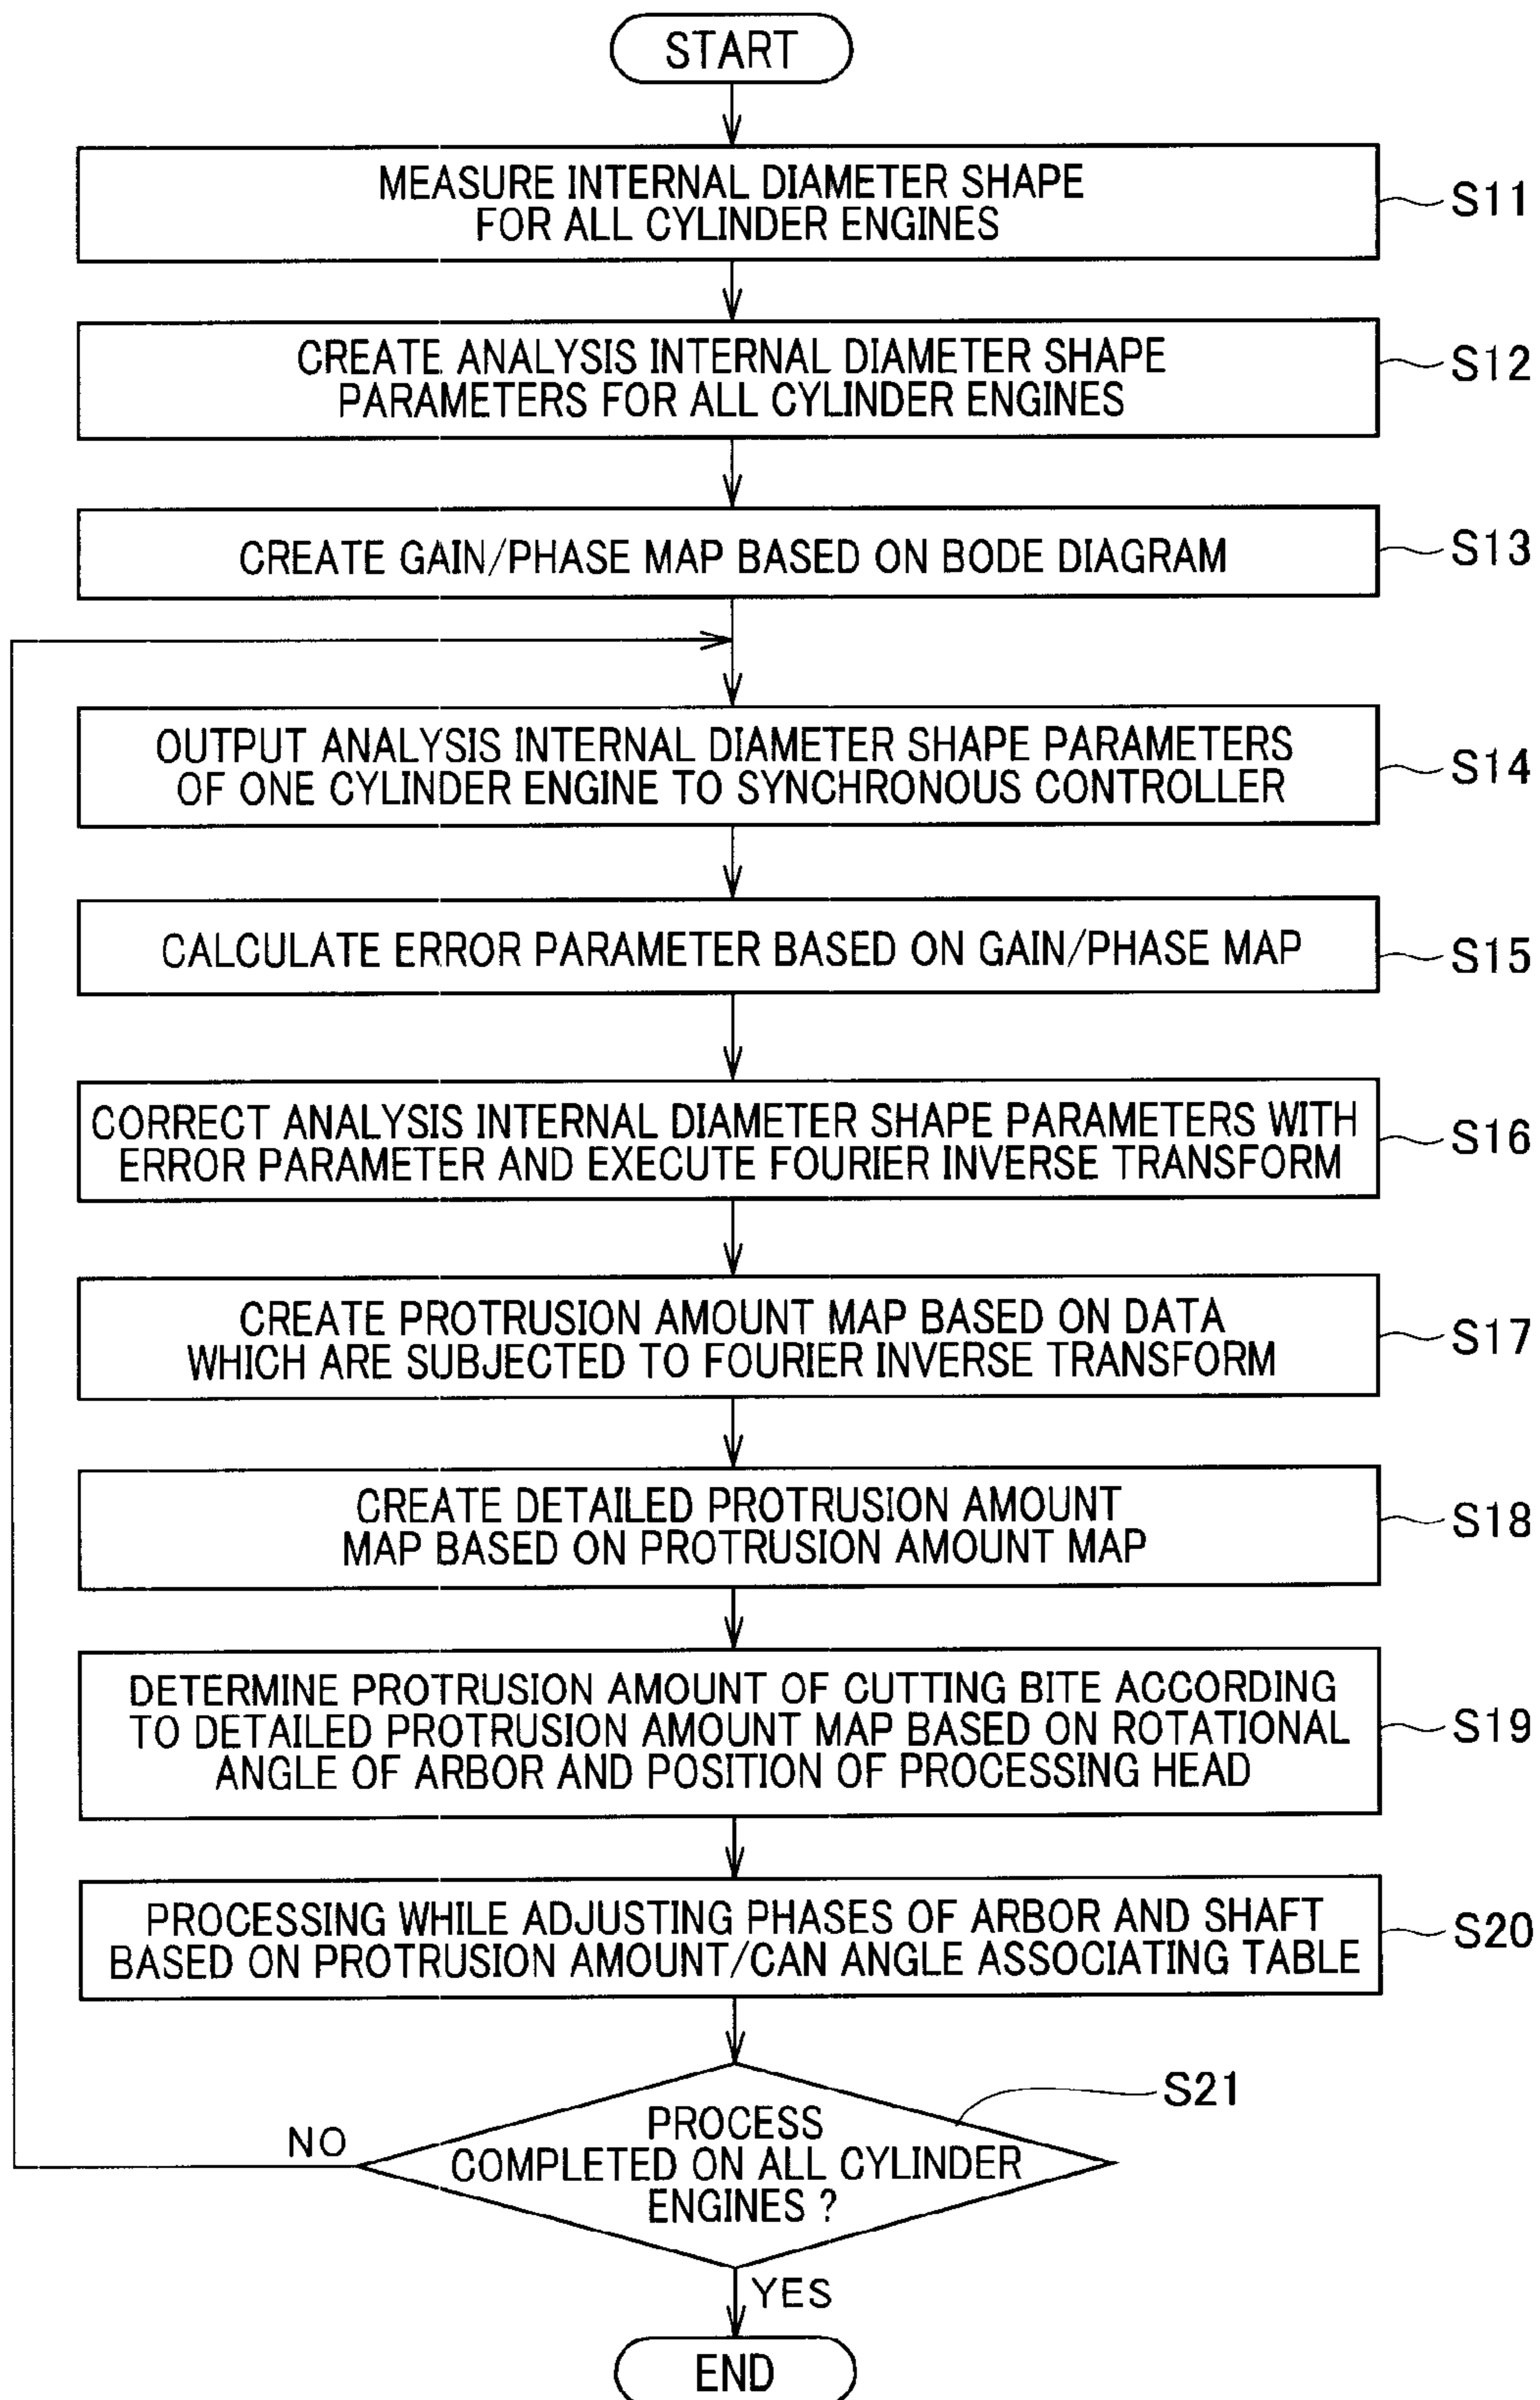 START
MEASURE INTERNAL DIAMETER SHAPE
FOR ALL CYLINDER ENGINES
S11
CREATE ANALYSIS INTERNAL DIAMETER SHAPE
PARAMETERS FOR ALL CYLINDER ENGINES
S12
CREATE GAIN/PHASE MAP BASED ON BODE DIAGRAM
S13
OUTPUT ANALYSIS INTERNAL DIAMETER SHAPE PARAMETERS
OF ONE CYLINDER ENGINE TO SYNCHRONOUS CONTROLLER
S14
CALCULATE ERROR PARAMETER BASED ON GAIN/PHASE MAP
S15
CORRECT ANALYSIS INTERNAL DIAMETER SHAPE PARAMETERS WITH
ERROR PARAMETER AND EXECUTE FOURIER INVERSE TRANSFORM
S16
CREATE PROTRUSION AMOUNT MAP BASED ON DATA
WHICH ARE SUBJECTED TO FOURIER INVERSE TRANSFORM
S17
CREATE DETAILED PROTRUSION AMOUNT
MAP BASED ON PROTRUSION AMOUNT MAP
S18
DETERMINE PROTRUSION AMOUNT OF CUTTING BITE ACCORDING
TO DETAILED PROTRUSION AMOUNT MAP BASED ON ROTATIONAL
ANGLE OF ARBOR AND POSITION OF PROCESSING HEAD
S19
PROCESSING WHILE ADJUSTING PHASES OF ARBOR AND SHAFT
BASED ON PROTRUSION AMOUNT/CAN ANGLE ASSOCIATING TABLE
S20
S21
PROCESS
COMPLETED ON ALL CYLINDER
ENGINES ?
NO
YES
END